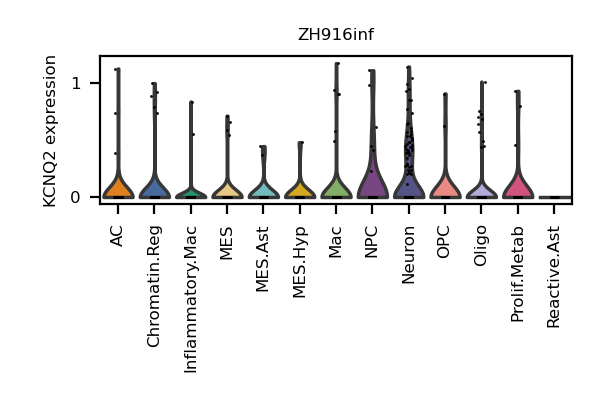 ZH916inf
KCNQ2 expression
1
0
AC
Chromatin.Reg
Inflammatory.Mac
MES
MES.Ast
MES.Hyp
Mac
NPC
Neuron
OPC
Oligo
Prolif.Metab
Reactive.Ast